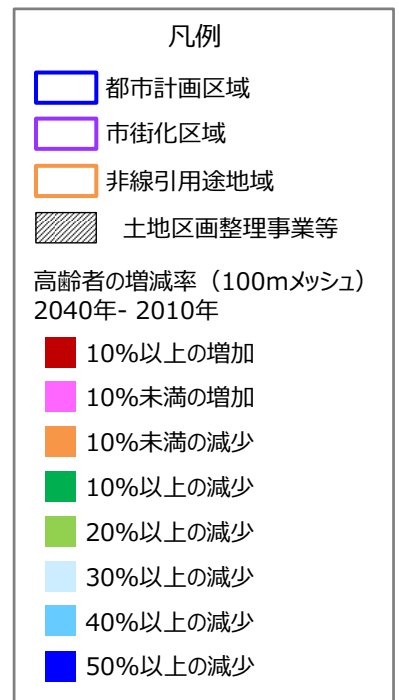 凡例
都市計画区域
市街化区域
非線引用途地域
土地区画整理事業等
高齢者の増減率（100mメッシュ）
2040年- 2010年
10%以上の増加
10%未満の増加
10%未満の減少
10%以上の減少
20%以上の減少
30%以上の減少
40%以上の減少
50%以上の減少